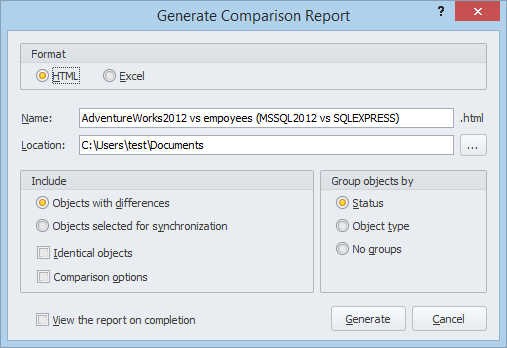 Generate Comparison Report
?
Format
HTML
Excel
Name: AdventureWorks2012 vs empoyees (MSSQL2012 vs SQLEXPRESS) .html
Location: C:\Users\test\Documents ...
Include
Objects with differences
Objects selected for synchronization
Identical objects
Comparison options
Group objects by
Status
Object type
No groups
View the report on completion
Generate
Cancel